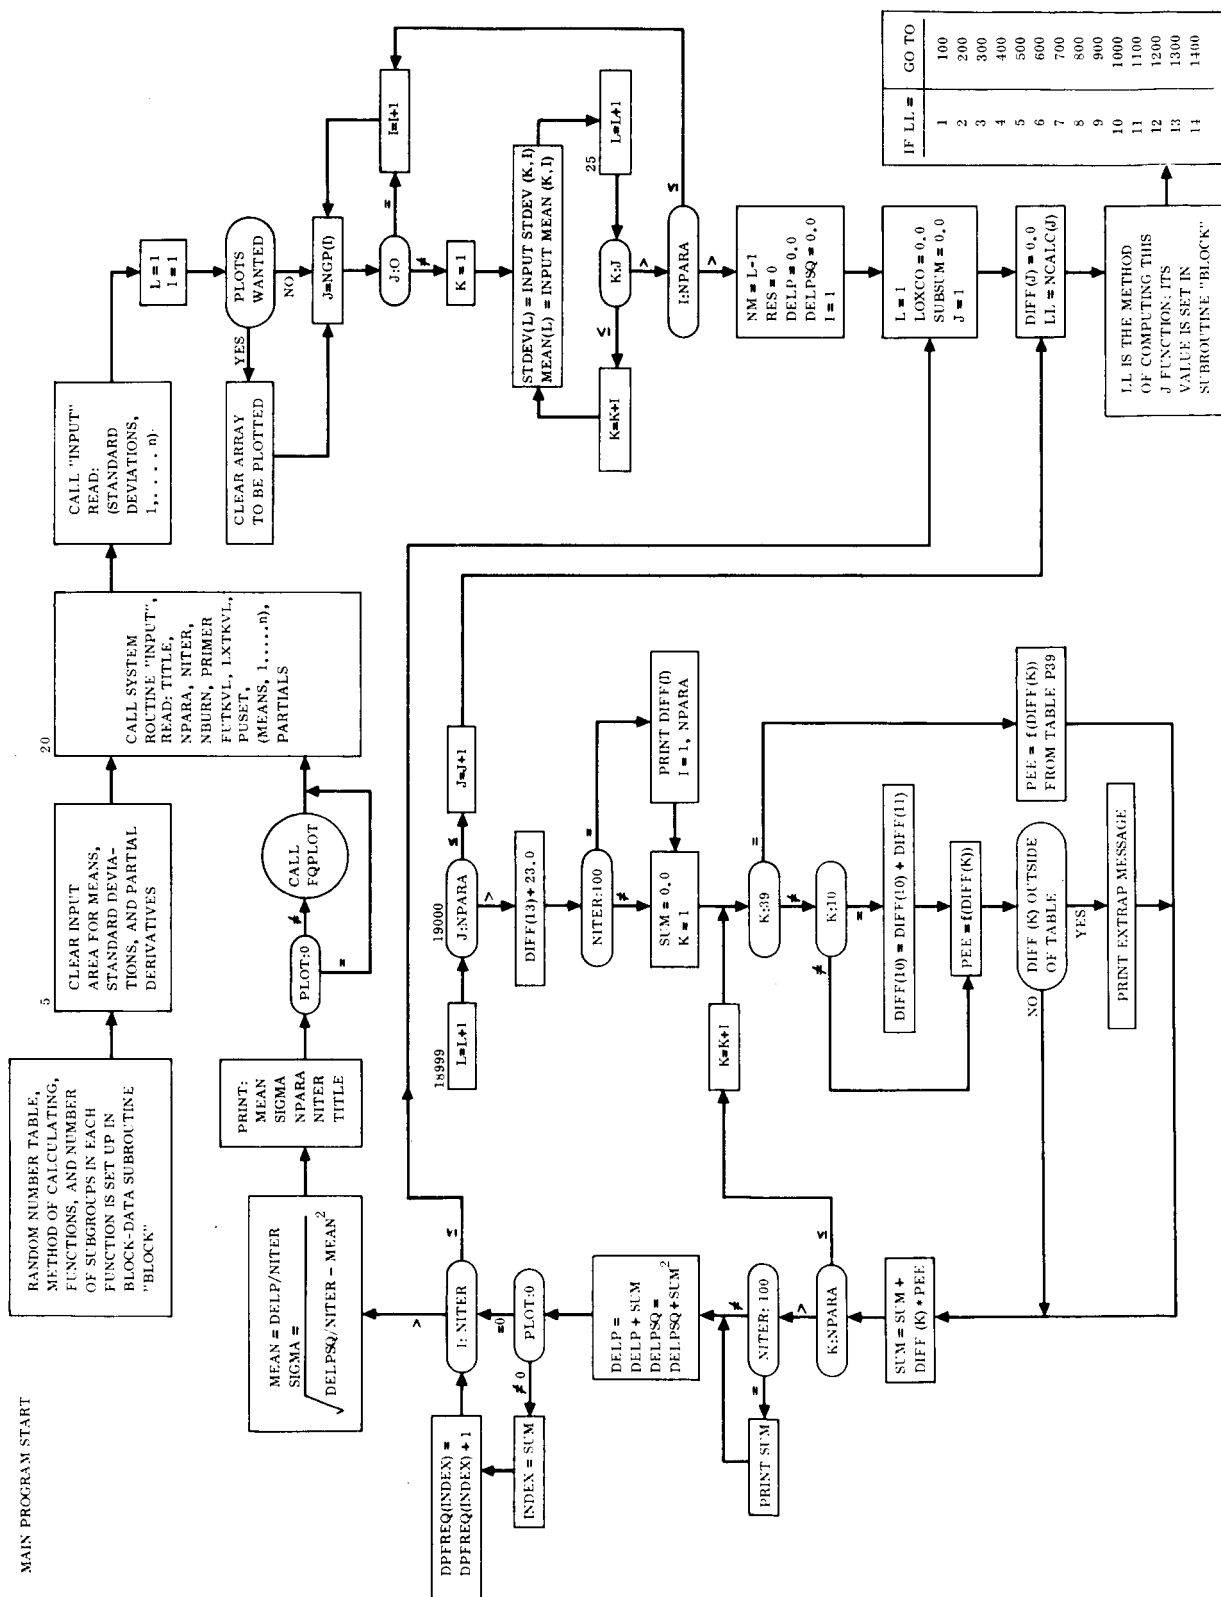 MAIN PROGRAM START
RANDOM NUMBER TABLE,
METHOD OF CALCULATING,
FUNCTIONS, AND NUMBER
OF SUBGROUPS IN EACH
FUNCTION IS SET UP IN
BLOCK-DATA SUBROUTINE
"BLOCK"
5
CLEAR INPUT
AREA FOR MEANS,
STANDARD DEVIA-
TIONS, AND PARTIAL
DERIVATIVES
20
CALL SYSTEM
ROUTINE "INPUT",
READ: TITLE,
NPARA, NITER,
NBURN, PRIMER
FUTKVL, LXTKVL,
PUSET,
(MEANS, 1.....n),
PARTIALS
CALL "INPUT"
READ:
(STANDARD
DEVIATIONS,
1,....n)
L = 1
I = 1
PLOTS
WANTED
YES
NO
CLEAR ARRAY
TO BE PLOTTED
J=NGP(I)
I=I+1
J:O
=
≠
K = 1
STDEV(L) = INPUT STDEV (K, I)
MEAN(L) = INPUT MEAN (K, I)
25
L=L+1
K:J
≤
>
K=K+I
I:NPARA
≤
>
NM = L-1
RES = 0
DELP = 0.0
DELPSQ = 0.0
I = 1
L = 1
LOXCO = 0.0
SUBSUM = 0.0
J = 1
DIFF(J) = 0.0
LL = NCALC(J)
LL IS THE METHOD
OF COMPUTING THIS
J FUNCTION; ITS
VALUE IS SET IN
SUBROUTINE "BLOCK"
IF LL = GO TO
1 100
2 200
3 300
4 400
5 500
6 600
7 700
8 800
9 900
10 1000
11 1100
12 1200
13 1300
14 1400
MEAN = DELP/NITER
SIGMA =
√DELPSQ/NITER - MEAN²
PRINT:
MEAN
SIGMA
NPARA
NITER
TITLE
PLOT:0
≠
=
CALL
FQPLOT
18999
L=L+1
19000
J:NPARA
≤
>
J=J+1
DIFF(13) + 23.0
NITER:100
=
≠
PRINT DIFF(I)
I = 1, NPARA
SUM = 0.0
K = 1
K:39
=
≠
K=K+I
K:10
≠
=
DIFF(10) = DIFF(10) + DIFF(11)
PEE=f(DIFF(K))
PEE = f(DIFF(K))
FROM TABLE P39
DIFF (K) OUTSIDE
OF TABLE
NO
YES
PRINT EXTRAP MESSAGE
DPFREQ(INDEX) =
DPFREQ(INDEX) + 1
I: NITER
≤
>
INDEX = SUM
PLOT:0
=0
≠ 0
DELP =
DELP + SUM
DELPSQ =
DELPSQ+SUM²
PRINT SUM
NITER: 100
=
≠
K:NPARA
≤
>
SUM = SUM +
DIFF (K) * PEE